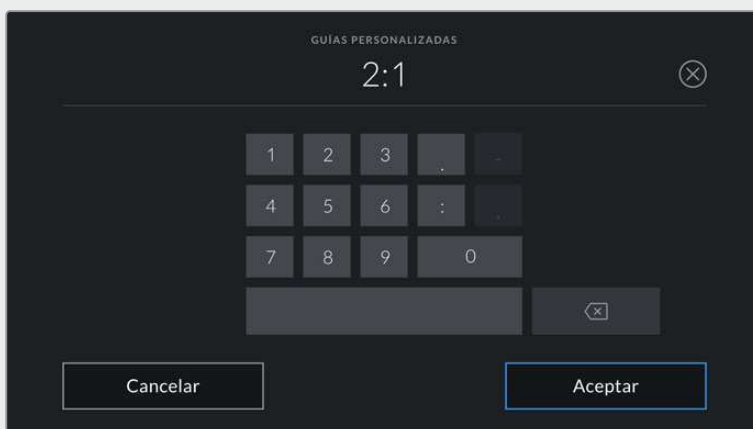 GUÍAS PERSONALIZADAS
2:1
1 2 3 . -
4 5 6 : ,
7 8 9 0
Cancelar Aceptar